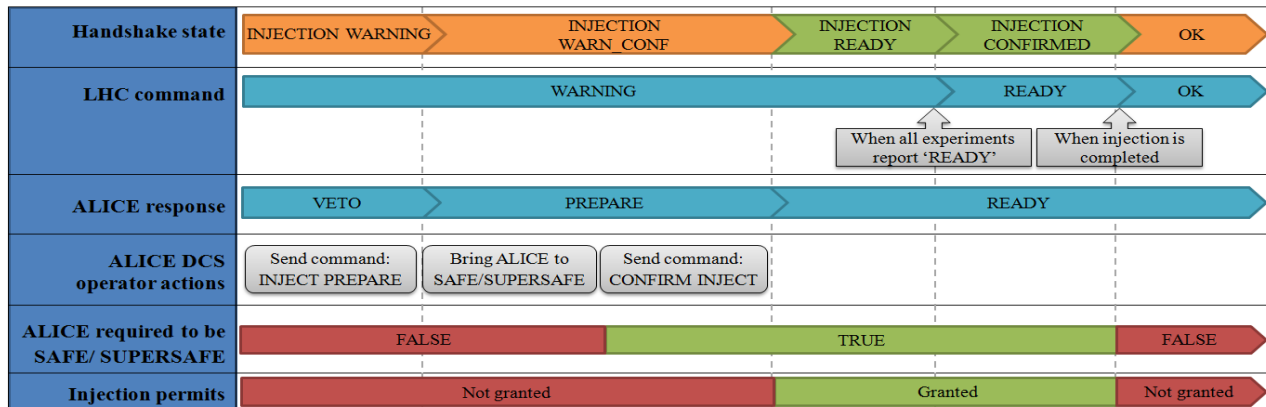 Handshake state
INJECTION WARNING
INJECTION
WARN_CONF
INJECTION
READY
INJECTION
CONFIRMED
OK
LHC command
WARNING
READY
OK
When all experiments
report ‘READY’
When injection is
completed
ALICE response
VETO
PREPARE
READY
ALICE DCS
operator actions
Send command:
INJECT PREPARE
Bring ALICE to
SAFE/SUPERSAFE
Send command:
CONFIRM INJECT
ALICE required to be
SAFE/ SUPERSAFE
FALSE
TRUE
FALSE
Injection permits
Not granted
Granted
Not granted